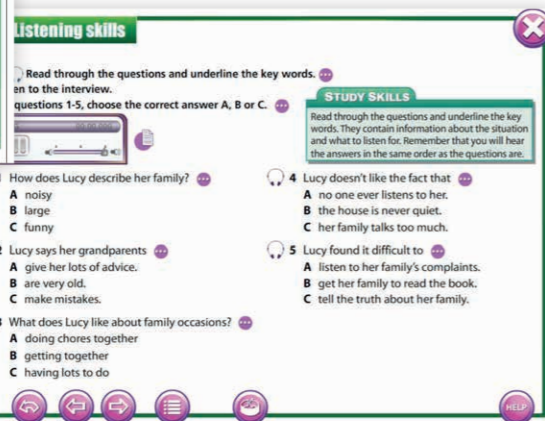 Listening skills
Read through the questions and underline the key words.
en to the interview.
questions 1-5, choose the correct answer A, B or C.
STUDY SKILLS
Read through the questions and underline the key
words. They contain information about the situation
and what to listen for. Remember that you will hear
the answers in the same order as the questions are.
How does Lucy describe her family?
A noisy
B large
C funny
2 Lucy says her grandparents
A give her lots of advice.
B are very old.
C make mistakes.
3 What does Lucy like about family occasions?
A doing chores together
B getting together
C having lots to do
4 Lucy doesn't like the fact that
A no one ever listens to her.
B the house is never quiet.
C her family talks too much.
5 Lucy found it difficult to
A listen to her family's complaints.
B get her family to read the book.
C tell the truth about her family.
HELP